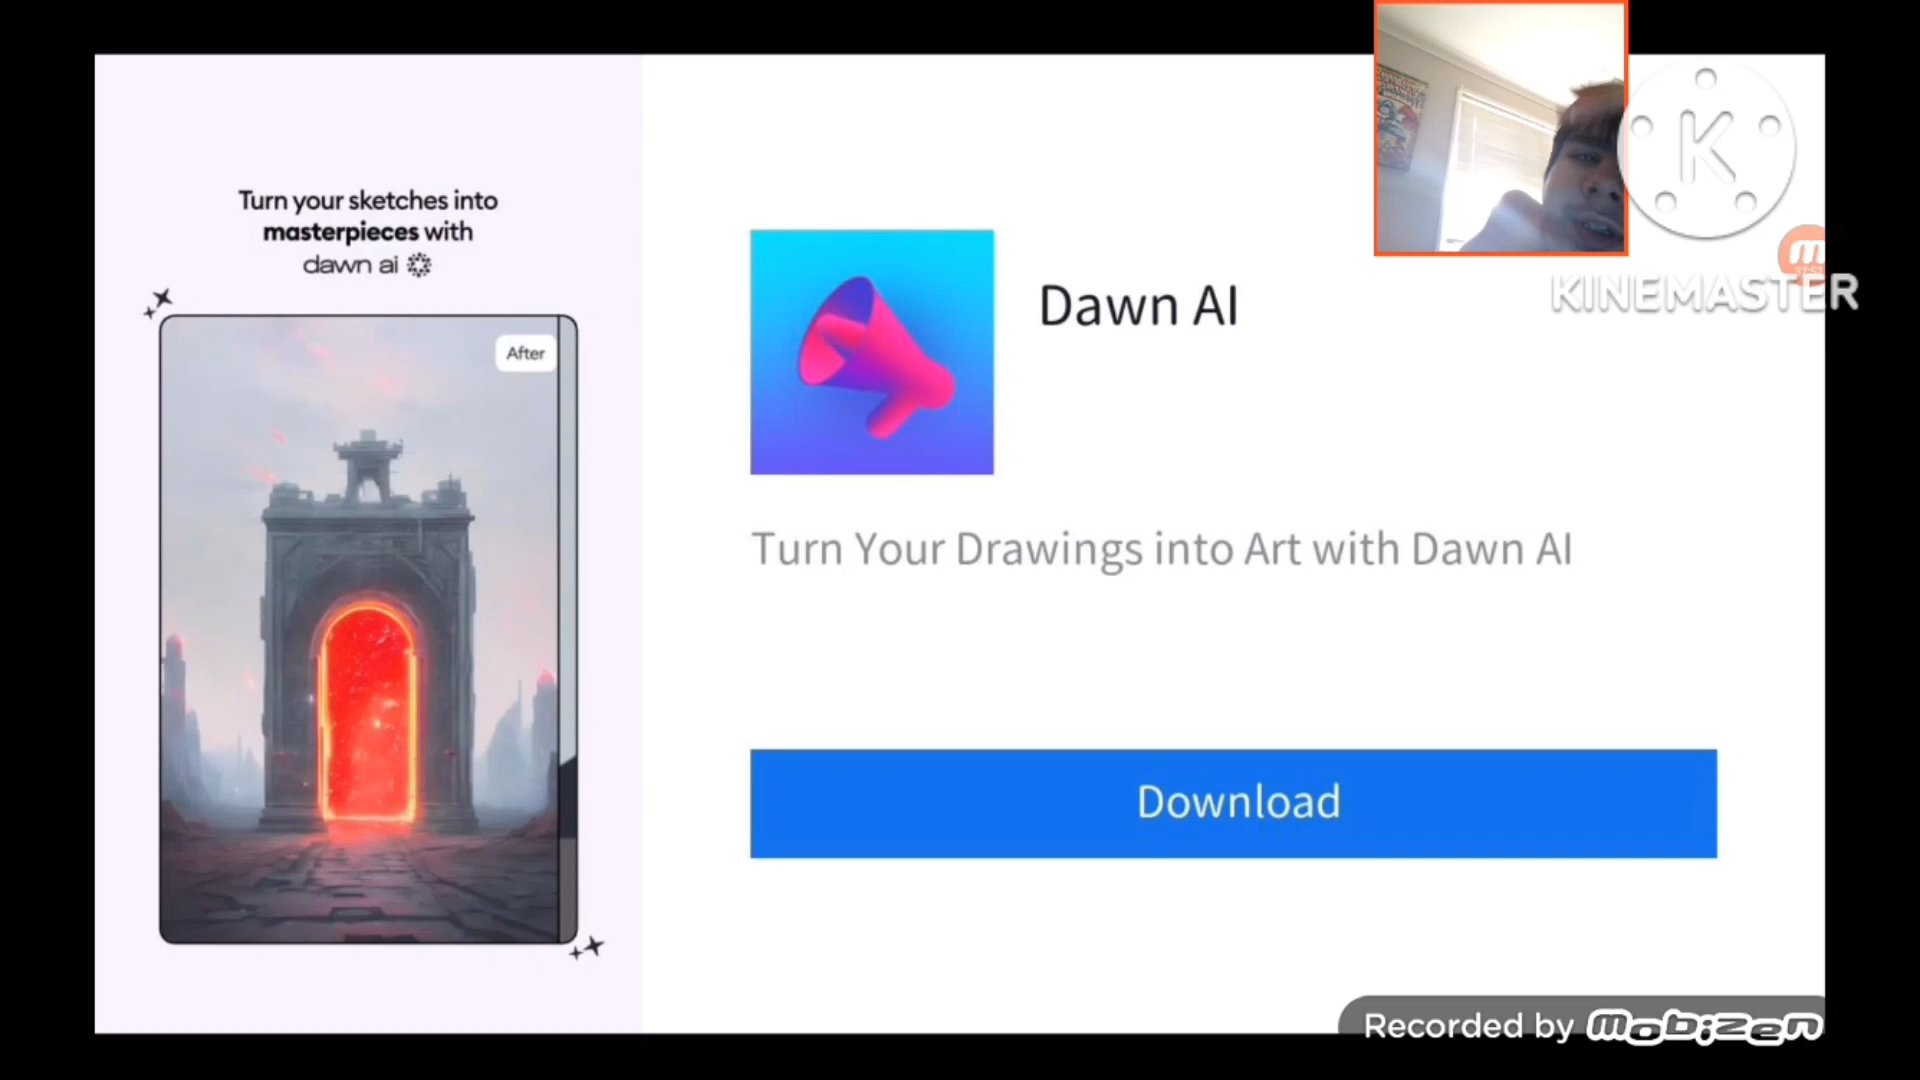 Turn your sketches into
masterpieces with
dawn ai
After
Dawn AI
Turn Your Drawings into Art with Dawn AI
Download
K
KINEMASTER
Recorded by mobizen